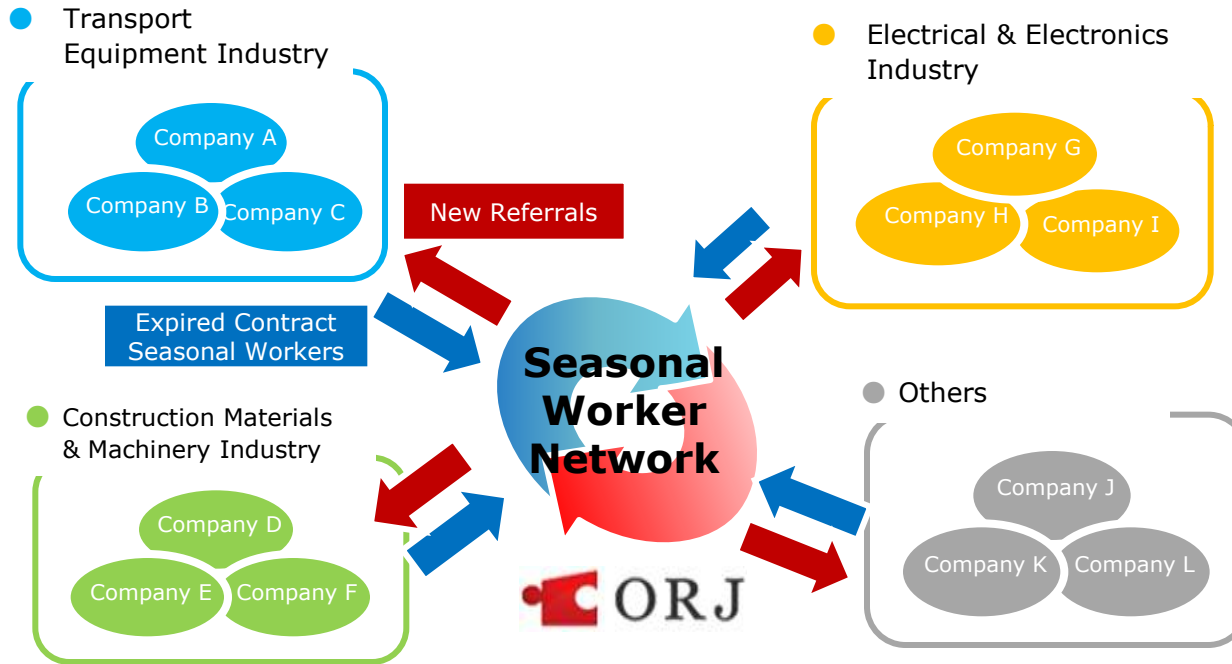 Transport
Equipment Industry
Company A
Company B
Company C
Electrical & Electronics
Industry
Company G
Company H
Company I
New Referrals
Expired Contract
Seasonal Workers
Seasonal
Worker
Network
Construction Materials
& Machinery Industry
Company D
Company E
Company F
Others
Company J
Company K
Company L
ORJ